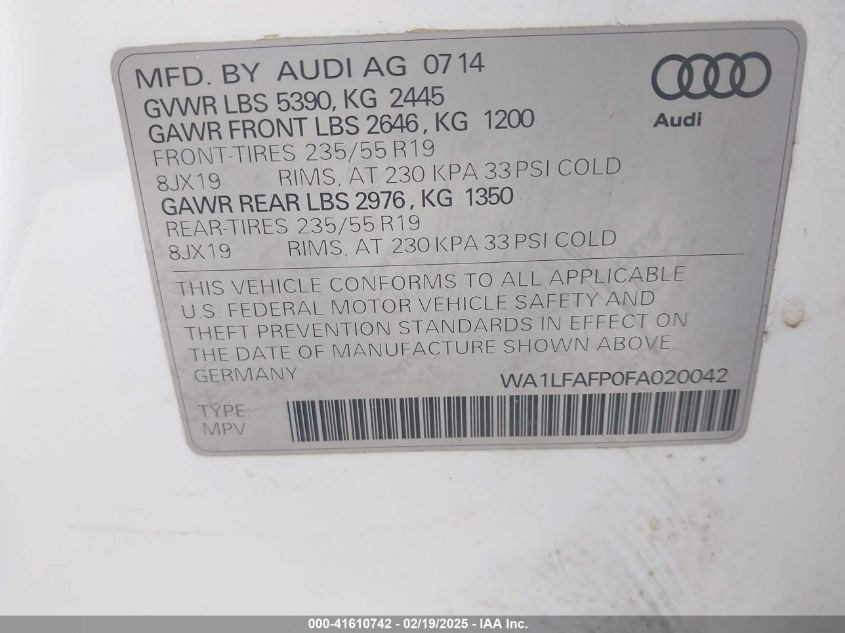 MFD. BY AUDI AG 0714
GVWR LBS 5390, KG 2445
GAWR FRONT LBS 2646, KG 1200
FRONT-TIRES 235/55 R19
8JX19 RIMS, AT 230 KPA 33 PSI COLD
GAWR REAR LBS 2976, KG 1350
REAR-TIRES 235/55 R19
8JX19 RIMS, AT 230 KPA 33 PSI COLD
Audi
THIS VEHICLE CONFORMS TO ALL APPLICABLE
U.S. FEDERAL MOTOR VEHICLE SAFETY AND
THEFT PREVENTION STANDARDS IN EFFECT ON
THE DATE OF MANUFACTURE SHOWN ABOVE.
GERMANY
WA1LFAFP0FA020042
TYPE:
MPV
000-41610742 - 02/19/2025 - IAA Inc.